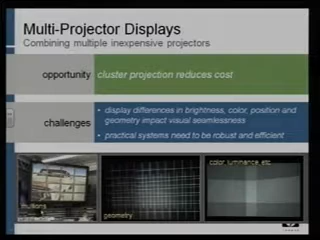 Multi-Projector Displays
Combining multiple inexpensive projectors
opportunity
cluster projection reduces cost
challenges
• display differences in brightness, color, position and
geometry impact visual seamlessness
• practical systems need to be robust and efficient
geometry
color, luminance, etc